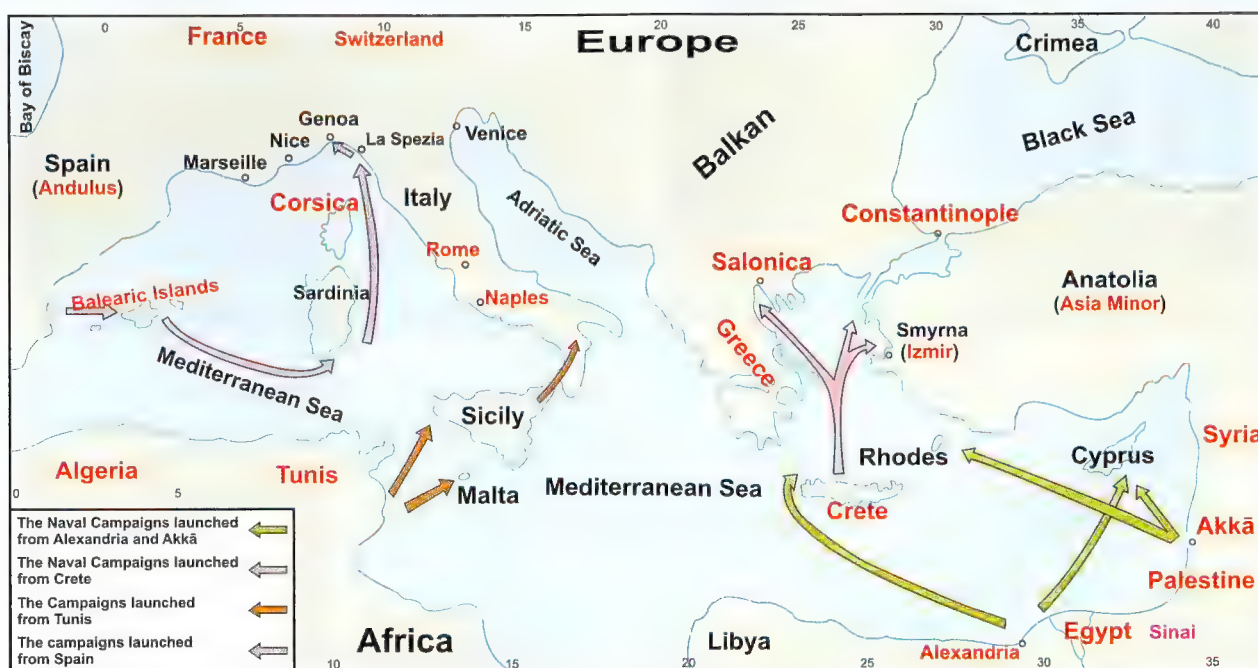 0 5 10 15 20 25 30 35 40
France
Switzerland
Europe
Crimea
Bay of Biscay
Genoa
La Spezia
Venice
Nice
Marseille
Black Sea
Balkan
Spain
(Andulus)
Corsica
Italy
Adriatic Sea
Constantinople
Rome
Salonica
Anatolia
(Asia Minor)
Balearic Islands
Sardinia
Naples
Smyrna
(Izmir)
Greece
Mediterranean Sea
Sicily
Syria
Algeria
Tunis
Rhodes
Cyprus
0 5
Malta
Mediterranean Sea
Crete
Akkā
Palestine
The Naval Campaigns launched
from Alexandria and Akkā
The Naval Campaigns launched
from Crete
The Campaigns launched
from Tunis
The campaigns launched
from Spain
Africa
Libya
Alexandria
Egypt
Sinai
10 15 20 25 30 35